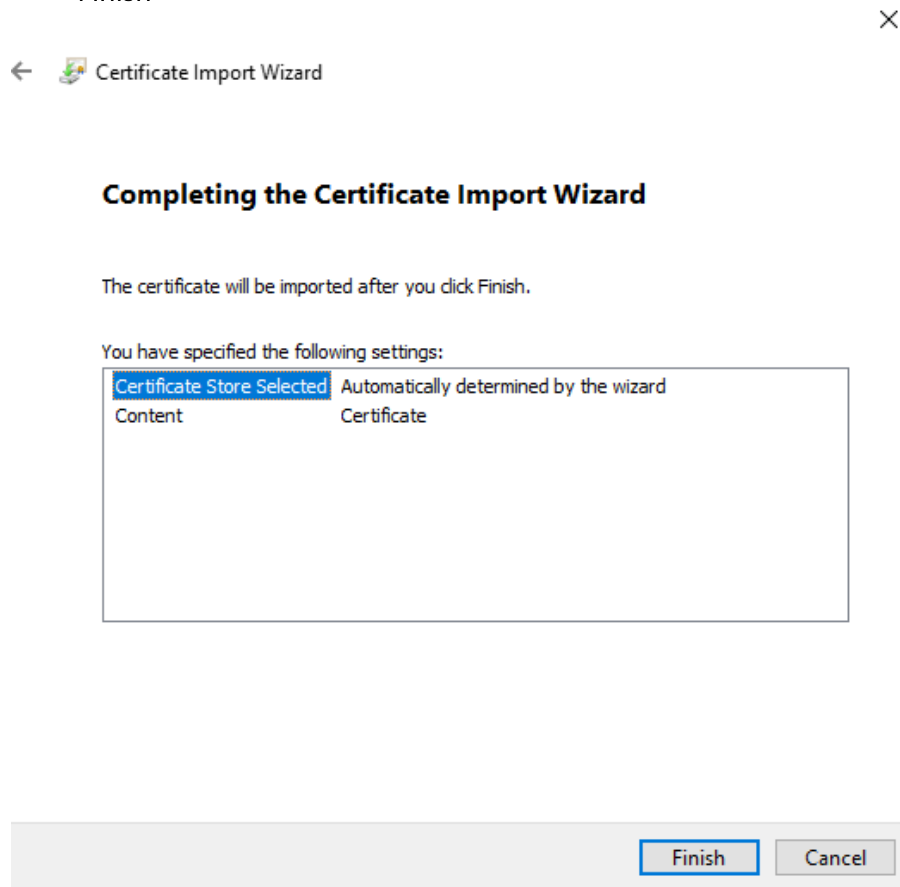 Finish
Certificate Import Wizard
Completing the Certificate Import Wizard
The certificate will be imported after you click Finish.
You have specified the following settings:
Certificate Store Selected Automatically determined by the wizard
Content Certificate
Finish Cancel